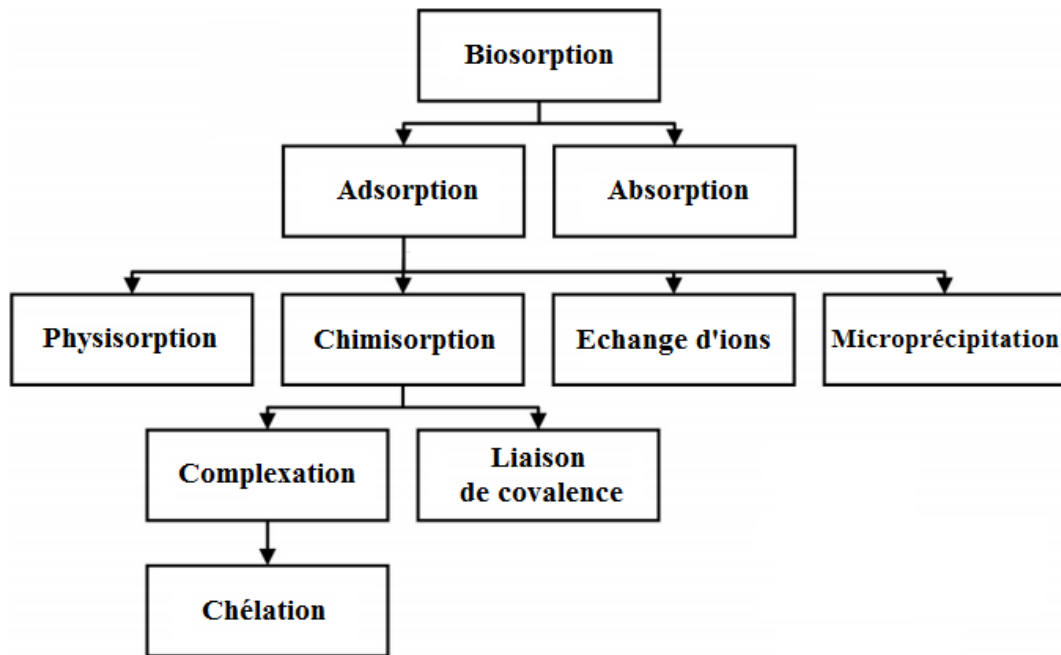 Biosorption
Adsorption
Absorption
Physisorption
Chimisorption
Echange d'ions
Microprécipitation
Complexation
Liaison
de covalence
Chélation